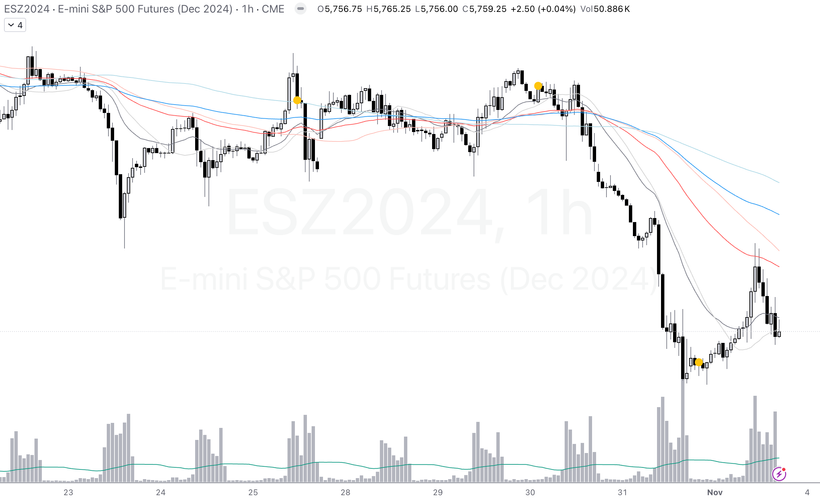 ESZ2024 · E-mini S&P 500 Futures (Dec 2024) · 1h · CME O5,756.75 H5,765.25 L5,756.00 C5,759.25 +2.50 (+0.04%) Vol50.886K
4
ESZ2024, 1h
E-mini S&P 500 Futures (Dec 2024)
23 24 25 28 29 30 31 Nov 4